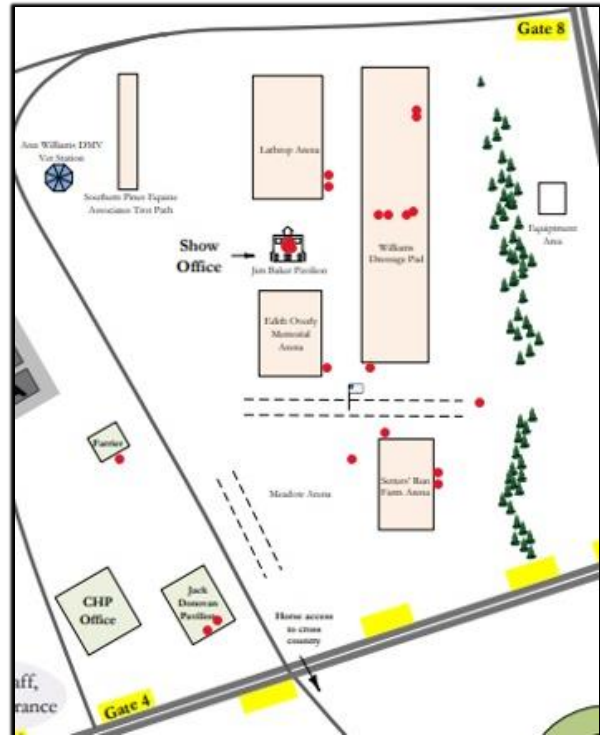 Gate 8
Ann Williams DMV
Vet Station
Lathrop Arena
Southern Pines Equine
Associates Trot Path
Equiptment
Area
Show
Office
Jim Baker Pavilion
Williams
Dressage Pad
Edith Overly
Memorial
Arena
Farrier
Meadow Arena
Setters' Run
Farm Arena
CHP
Office
Jack
Donovan
Pavilion
Horse access
to cross
country
aff,
rance
Gate 4